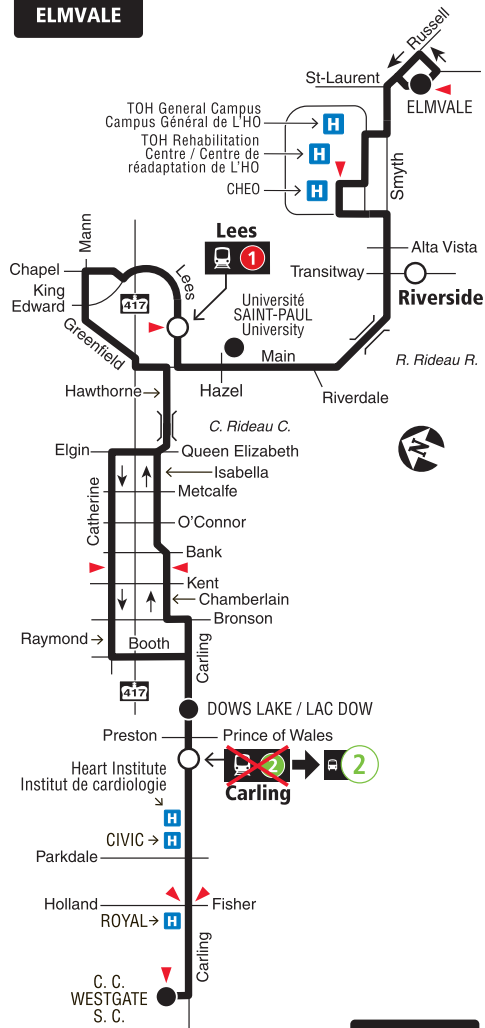 ELMVALE
Russell
St-Laurent
ELMVALE
TOH General Campus
Campus Général de L'HO
H
TOH Rehabilitation
Centre / Centre de
réadaptation de L'HO
H
CHEO
H
Smyth
Mann
Lees
1
Alta Vista
Chapel
Transitway
Riverside
King
Edward
417
Lees
Université
SAINT-PAUL
University
Greenfield
Main
R. Rideau R.
Hawthorne
Hazel
Riverdale
C. Rideau C.
N
Elgin
Queen Elizabeth
Isabella
Catherine
Metcalfe
O'Connor
Bank
Kent
Chamberlain
Bronson
Raymond
Booth
Carling
417
DOWS LAKE / LAC DOW
Preston
Prince of Wales
2
2
Carling
Heart Institute
Institut de cardiologie
H
CIVIC
H
Parkdale
Holland
Fisher
ROYAL
H
Carling
C. C.
WESTGATE
S. C.